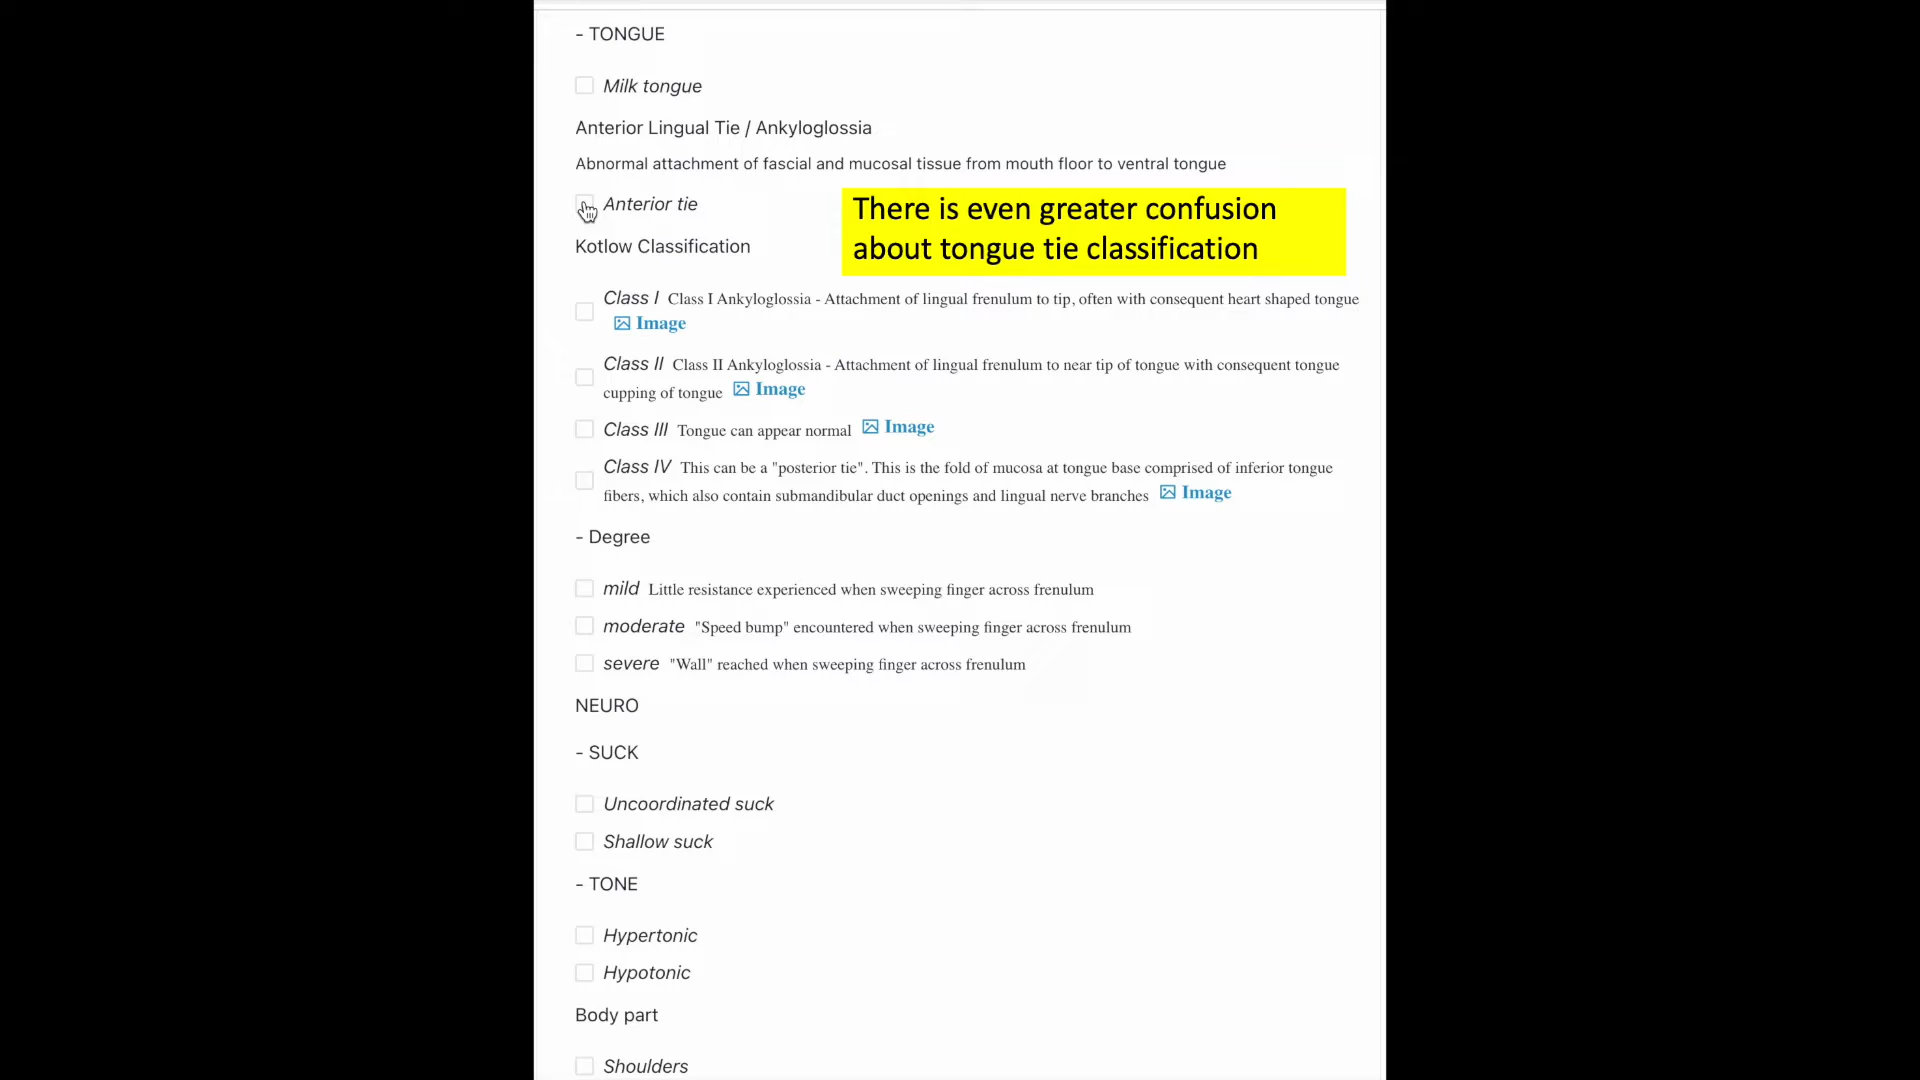 - TONGUE
Milk tongue
Anterior Lingual Tie / Ankyloglossia
Abnormal attachment of fascial and mucosal tissue from mouth floor to ventral tongue
Anterior tie
There is even greater confusion
about tongue tie classification
Kotlow Classification
Class I Class I Ankyloglossia - Attachment of lingual frenulum to tip, often with consequent heart shaped tongue
Image
Class II Class II Ankyloglossia - Attachment of lingual frenulum to near tip of tongue with consequent tongue
cupping of tongue Image
Class III Tongue can appear normal Image
Class IV This can be a "posterior tie". This is the fold of mucosa at tongue base comprised of inferior tongue
fibers, which also contain submandibular duct openings and lingual nerve branches Image
- Degree
mild Little resistance experienced when sweeping finger across frenulum
moderate "Speed bump" encountered when sweeping finger across frenulum
severe "Wall" reached when sweeping finger across frenulum
NEURO
- SUCK
Uncoordinated suck
Shallow suck
- TONE
Hypertonic
Hypotonic
Body part
Shoulders